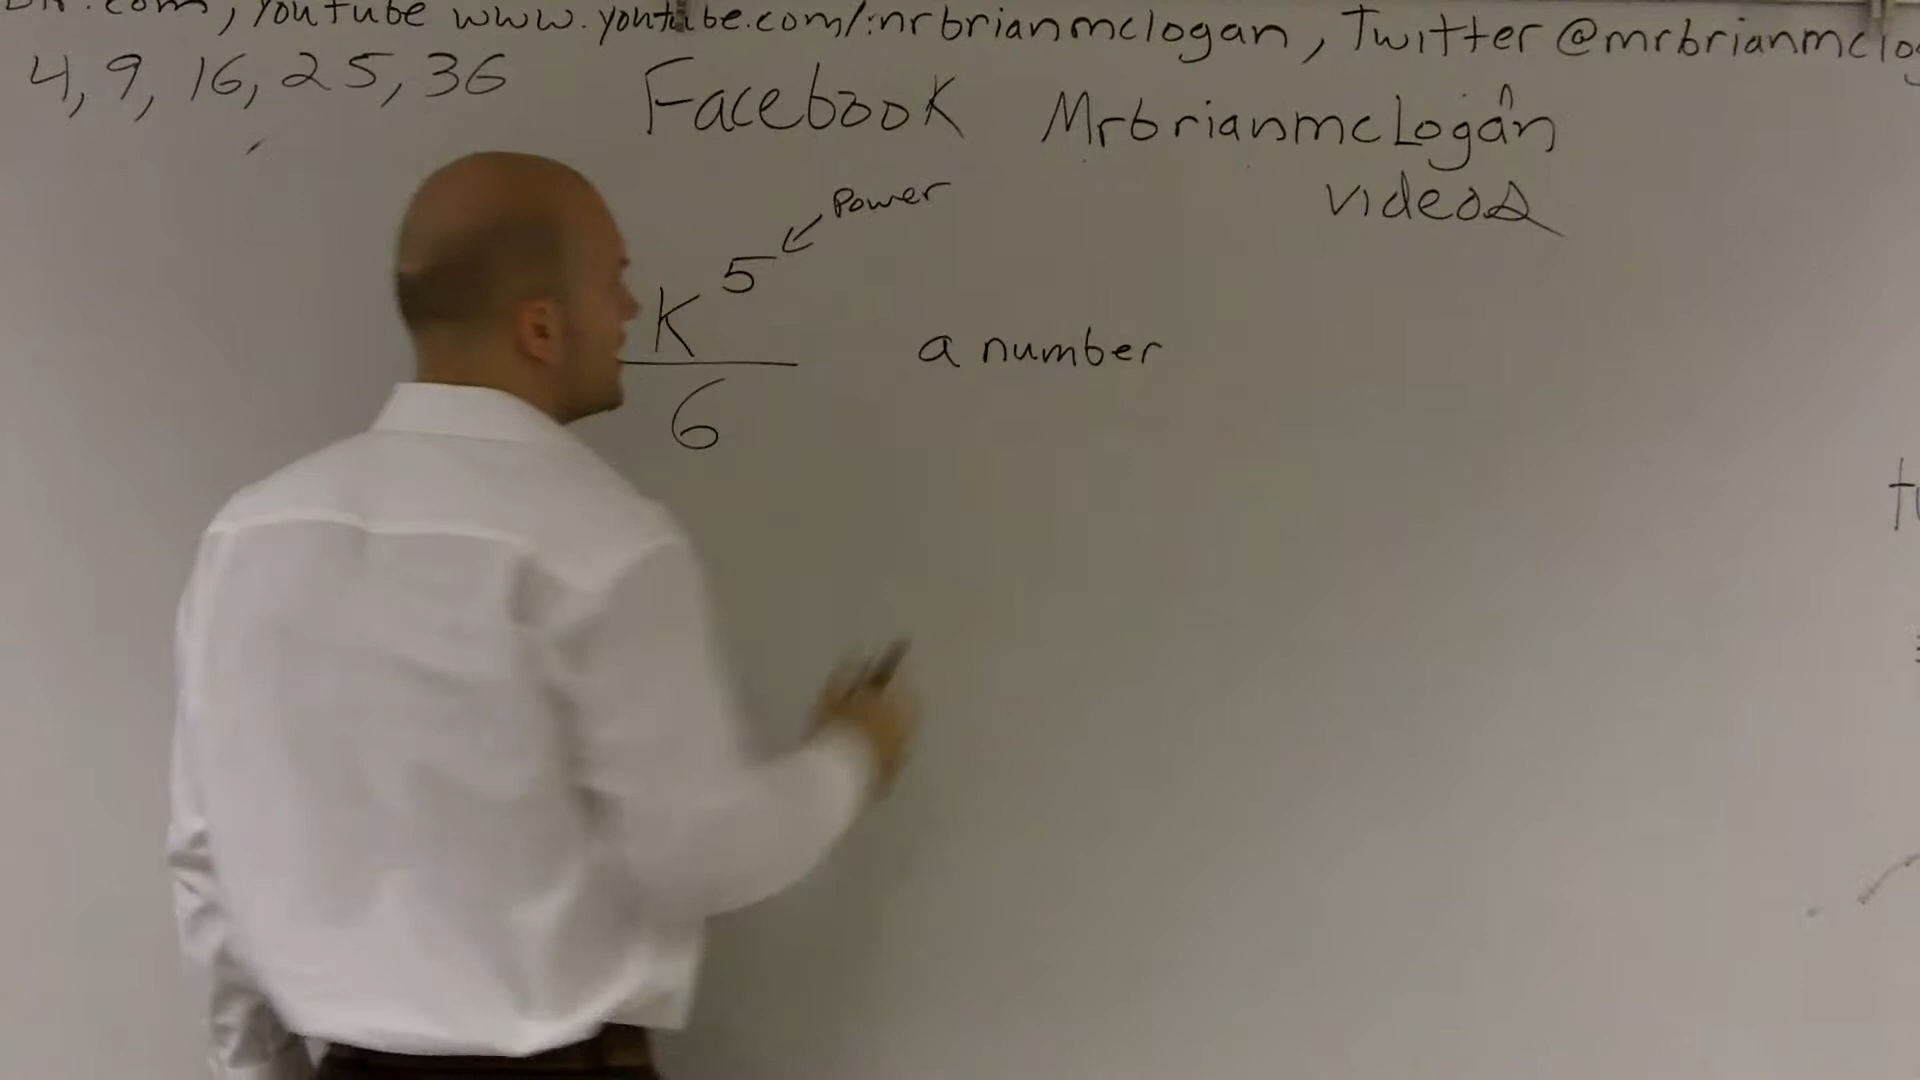 .com, Youtube www.youtube.com/mrbrianmclogan, Twitter @mrbrianmclo
4, 9, 16, 25, 36
Facebook Mrbrianmclogan
videos
Power
K^5
a number
6